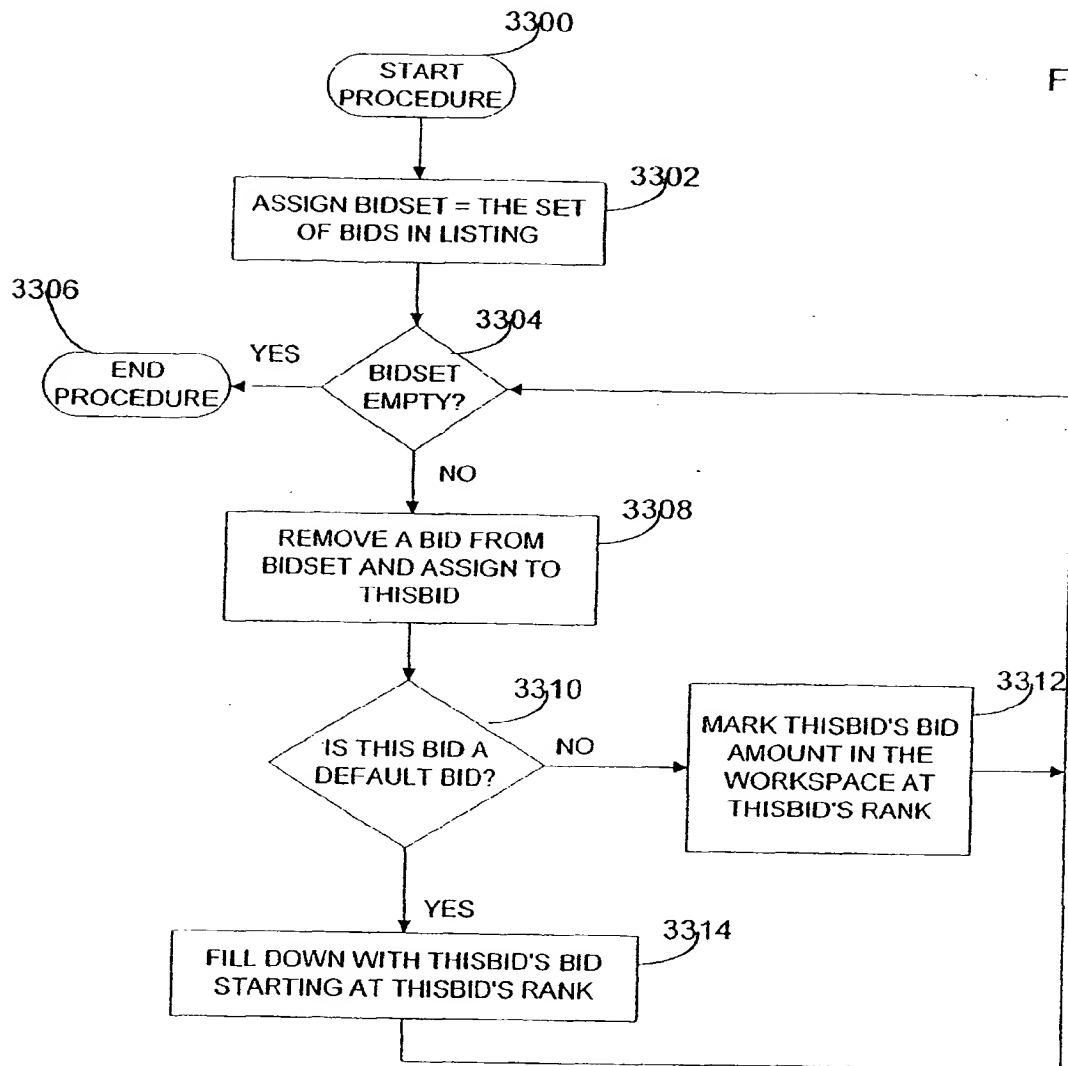 3300
START
PROCEDURE
F
3302
ASSIGN BIDSET = THE SET
OF BIDS IN LISTING
3306
3304
END
PROCEDURE
YES
BIDSET
EMPTY?
NO
3308
REMOVE A BID FROM
BIDSET AND ASSIGN TO
THISBID
3310
3312
IS THIS BID A
DEFAULT BID?
NO
MARK THISBID'S BID
AMOUNT IN THE
WORKSPACE AT
THISBID'S RANK
YES
3314
FILL DOWN WITH THISBID'S BID
STARTING AT THISBID'S RANK